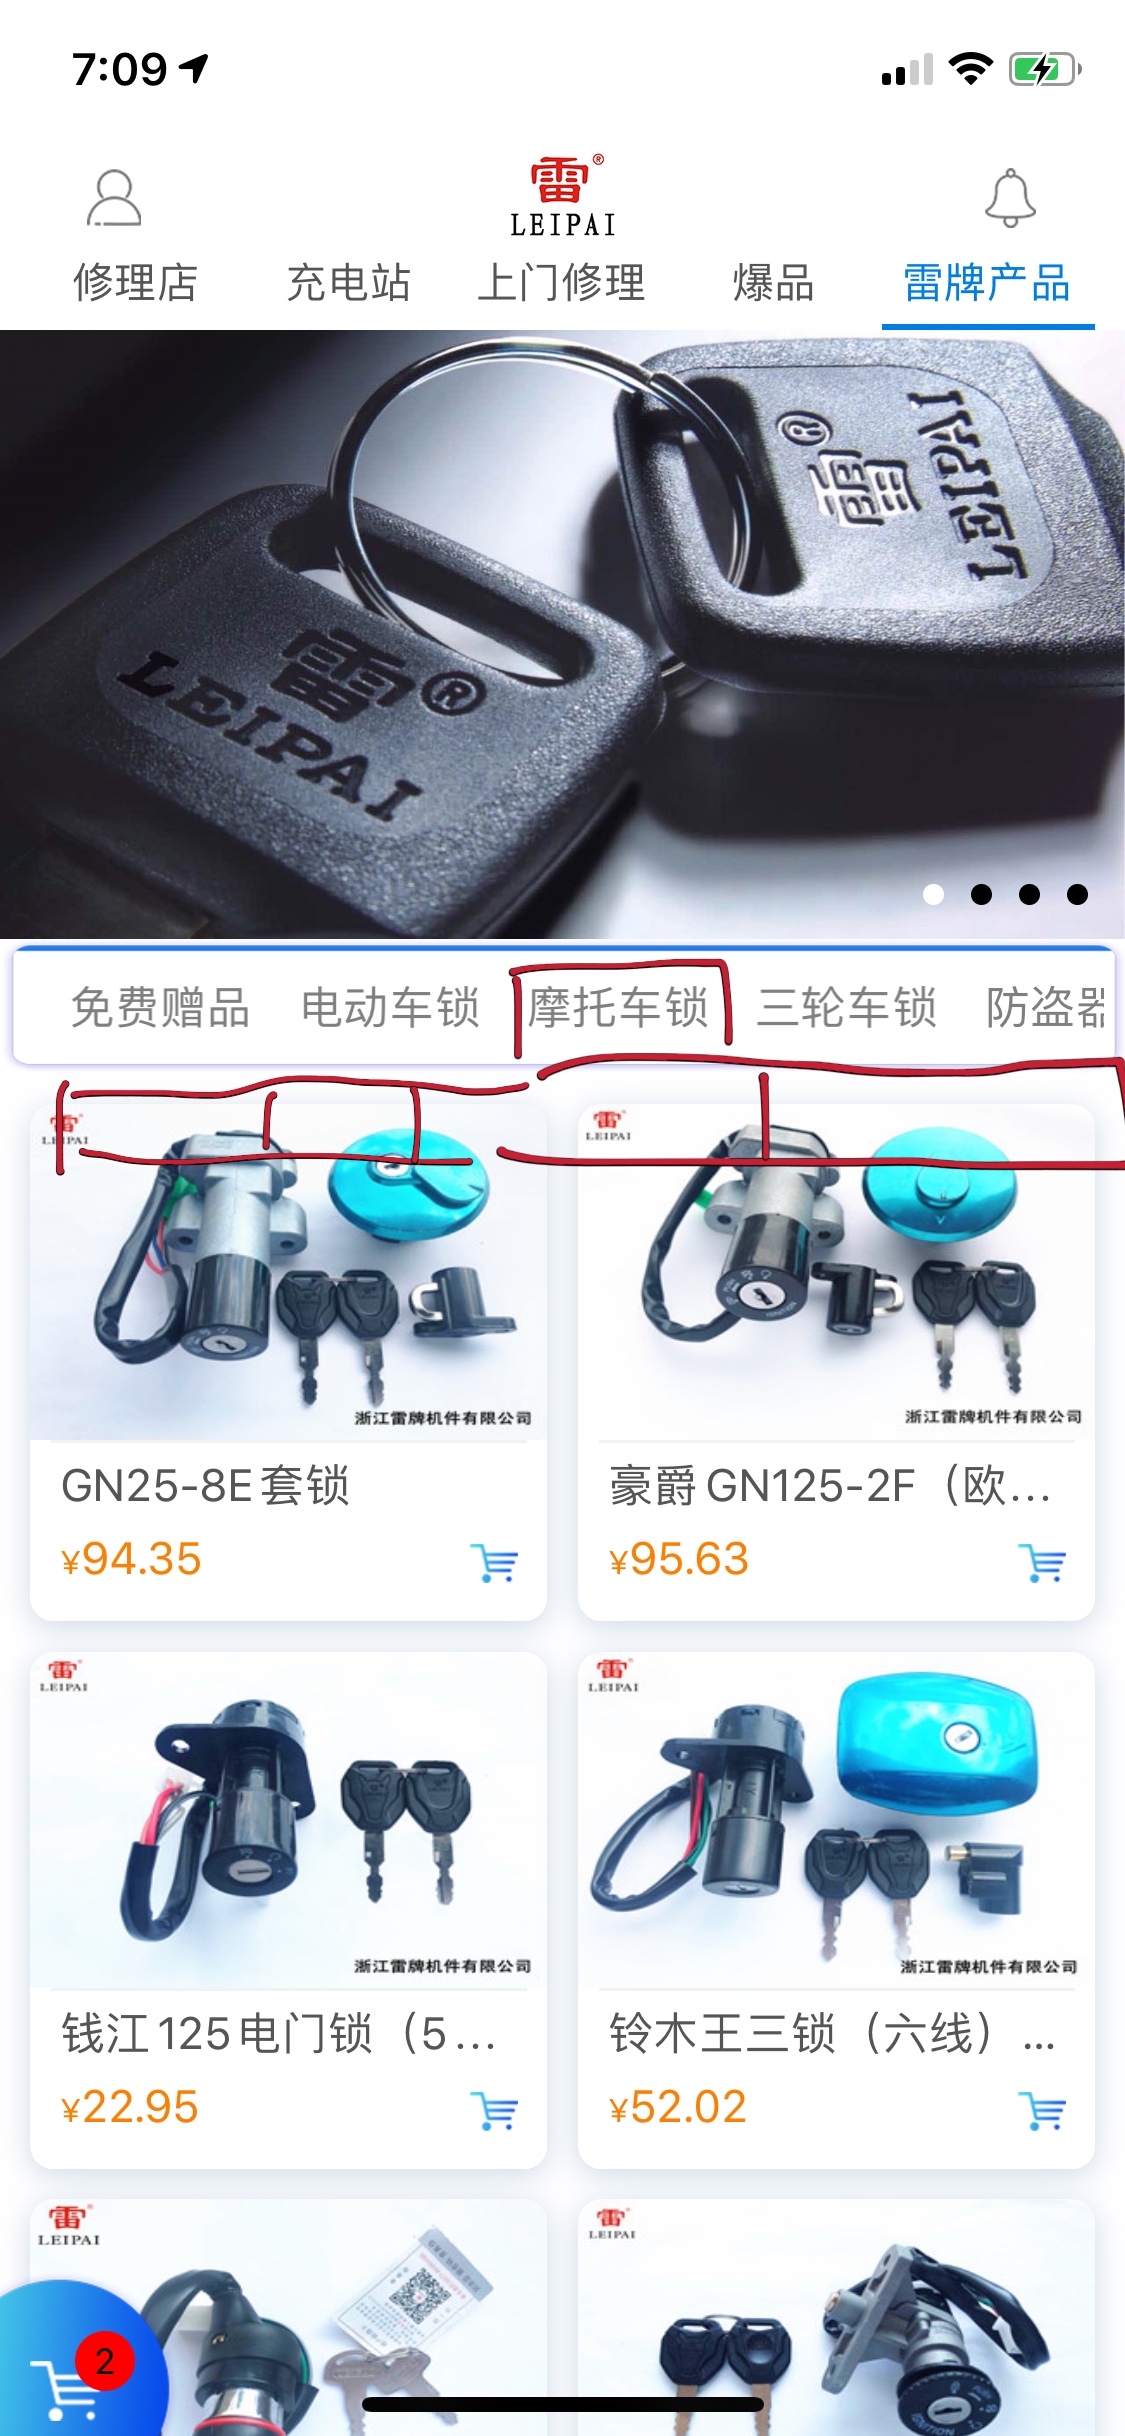 7:09
雷®
LEIPAI
修理店 充电站 上门修理 爆品 雷牌产品
雷®
LEIPAI
雷®
LEIPAI
免费赠品 电动车锁 摩托车锁 三轮车锁 防盗器
雷
LEIPAI
浙江雷牌机件有限公司
GN25-8E套锁
¥94.35
雷
LEIPAI
IGNITION
浙江雷牌机件有限公司
豪爵GN125-2F（欧...
¥95.63
雷
LEIPAI
浙江雷牌机件有限公司
钱江125电门锁（5...
¥22.95
雷
LEIPAI
浙江雷牌机件有限公司
铃木王三锁（六线）...
¥52.02
雷
LEIPAI
雷
LEIPAI
IGNITION
2